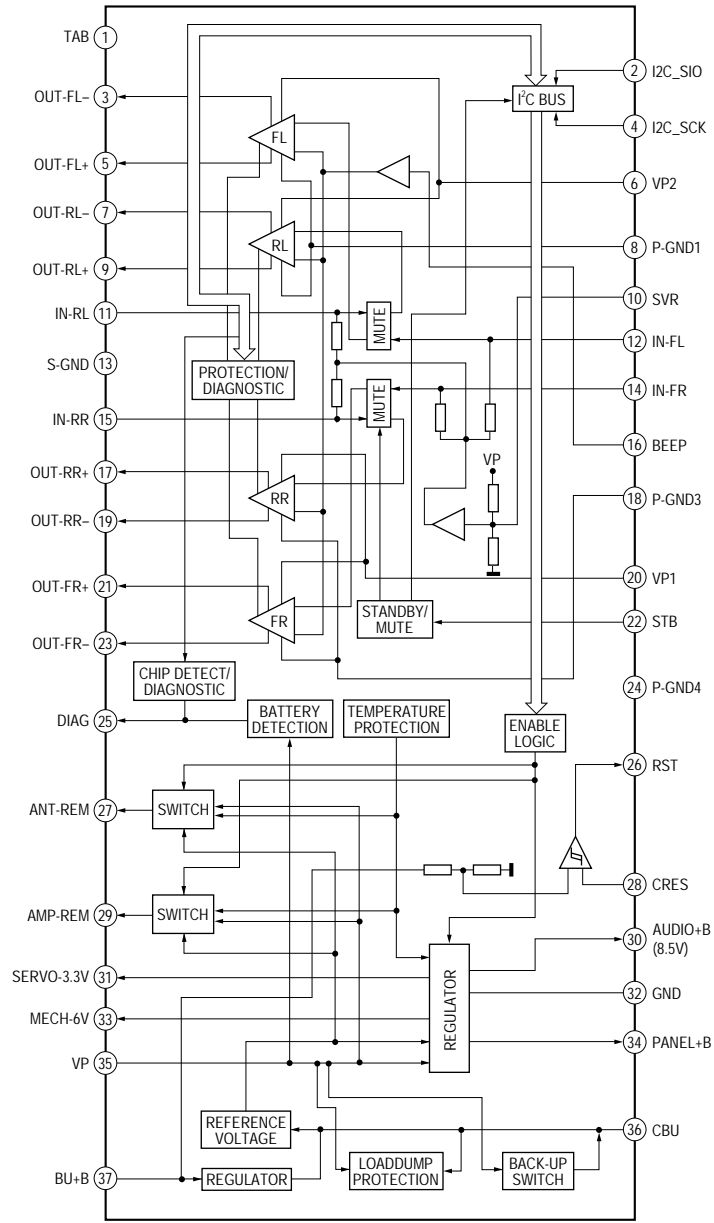 TAB 1
2 I2C_SIO
OUT-FL− 3
I²C BUS
4 I2C_SCK
FL
OUT-FL+ 5
6 VP2
OUT-RL− 7
RL
8 P-GND1
OUT-RL+ 9
10 SVR
IN-RL 11
MUTE
12 IN-FL
S-GND 13
PROTECTION/
DIAGNOSTIC
14 IN-FR
MUTE
IN-RR 15
16 BEEP
VP
OUT-RR+ 17
RR
18 P-GND3
OUT-RR− 19
20 VP1
OUT-FR+ 21
STANDBY/
MUTE
22 STB
FR
OUT-FR− 23
CHIP DETECT/
DIAGNOSTIC
24 P-GND4
DIAG 25
BATTERY
DETECTION
TEMPERATURE
PROTECTION
ENABLE
LOGIC
26 RST
ANT-REM 27
SWITCH
28 CRES
AMP-REM 29
SWITCH
30 AUDIO+B
(8.5V)
SERVO-3.3V 31
REGULATOR
32 GND
MECH-6V 33
34 PANEL+B
VP 35
REFERENCE
VOLTAGE
36 CBU
BU+B 37
REGULATOR
LOADDUMP
PROTECTION
BACK-UP
SWITCH